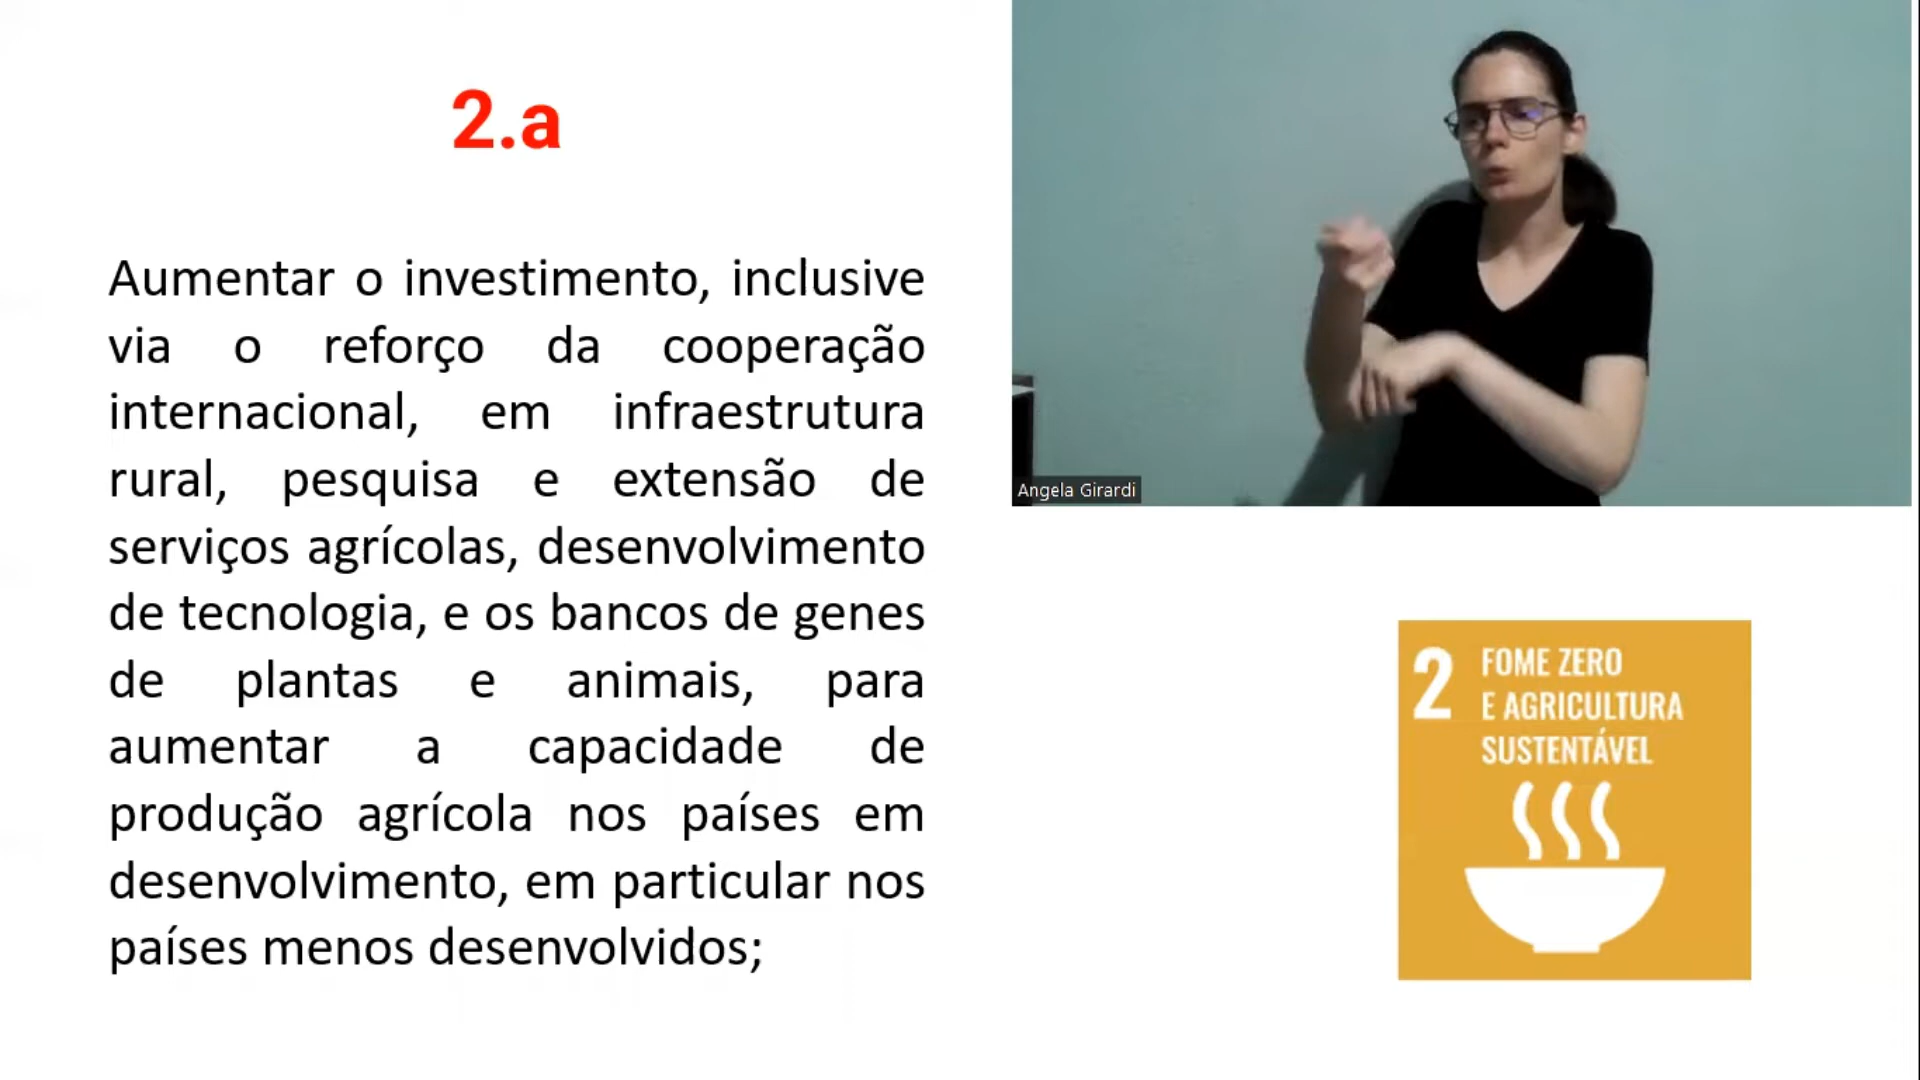 2.a
Aumentar o investimento, inclusive
via o reforço da cooperação
internacional, em infraestrutura
rural, pesquisa e extensão de
serviços agrícolas, desenvolvimento
de tecnologia, e os bancos de genes
de plantas e animais, para
aumentar a capacidade de
produção agrícola nos países em
desenvolvimento, em particular nos
países menos desenvolvidos;
Angela Girardi
2 FOME ZERO
E AGRICULTURA
SUSTENTÁVEL